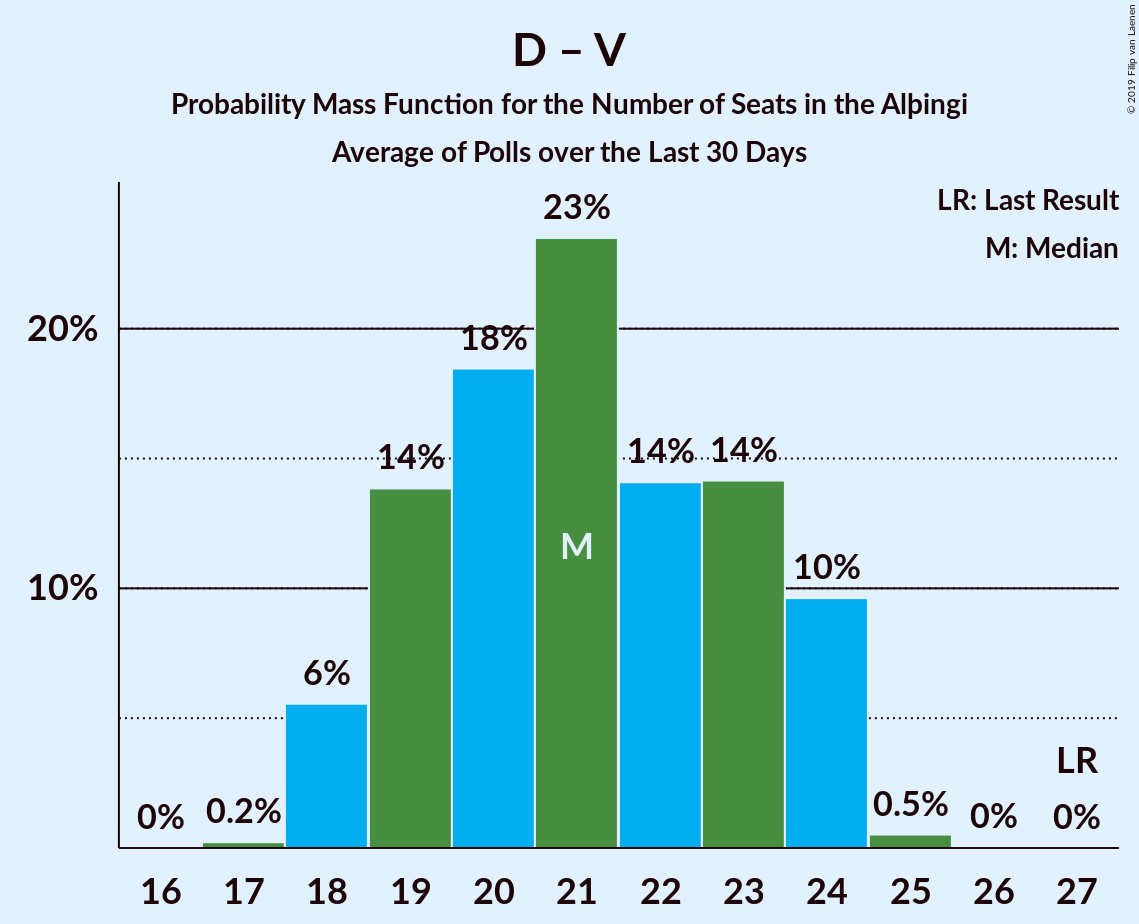 D – V
Probability Mass Function for the Number of Seats in the Alþingi
Average of Polls over the Last 30 Days
© 2019 Filip van Laenen
LR: Last Result
M: Median
20%
10%
0%
0.2%
6%
14%
18%
23%
M
14%
14%
10%
0.5%
0%
LR
0%
16 17 18 19 20 21 22 23 24 25 26 27